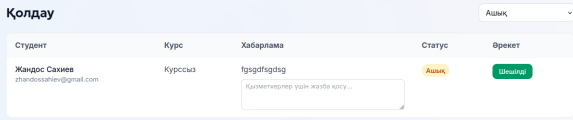 Қолдау
Ашық
Студент Курс Хабарлама Статус Әрекет
Жандос Сахиев Курссыз fgsgdfsgdsg Ашық Шешілді
zhandossahiev@gmail.com
Қызметкерлер үшін жазба қосу...